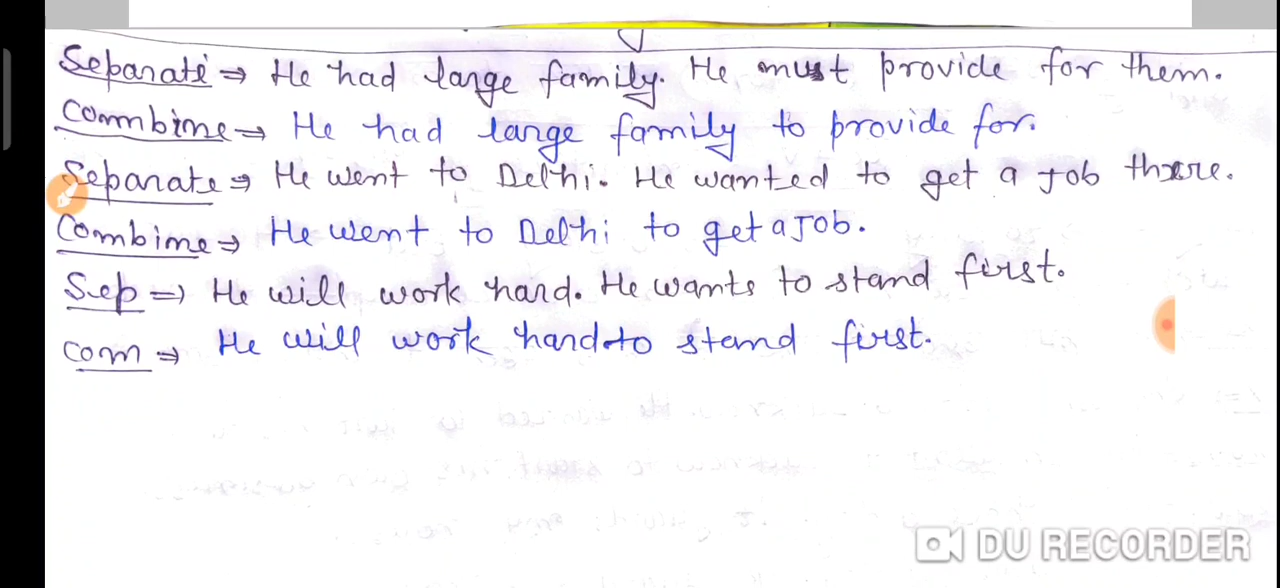 Separate ⇒ He had large family. He must provide for them.
Commbine → He had large family to provide for.
Separate ⇒ He went to Delhi. He wanted to get a Job there.
Combine ⇒ He went to Delhi to get a Job.
Sep ⇒ He will work hard. He wants to stand first.
com ⇒ He will work hard to stand first.
DU RECORDER